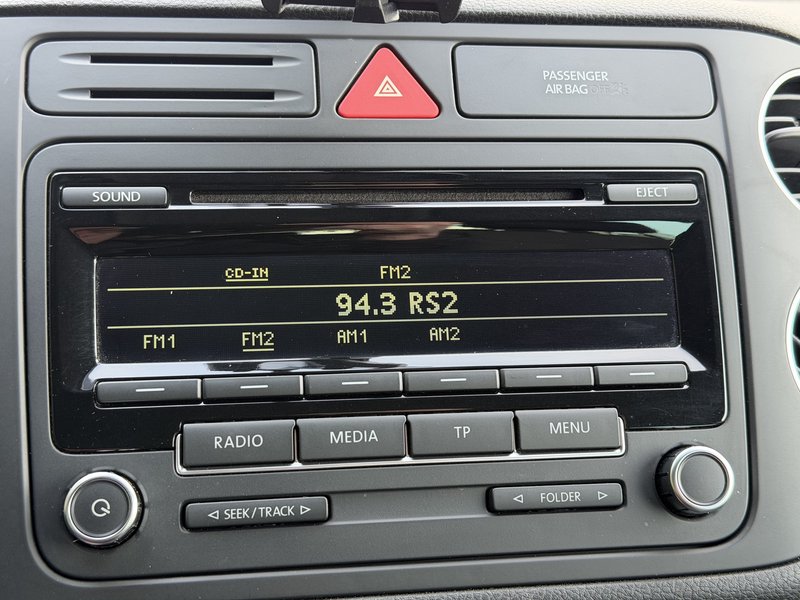 PASSENGER
AIR BAG
SOUND
EJECT
CD-IN FM2
94.3 RS2
FM1 FM2 AM1 AM2
RADIO MEDIA TP MENU
SEEK/TRACK
FOLDER